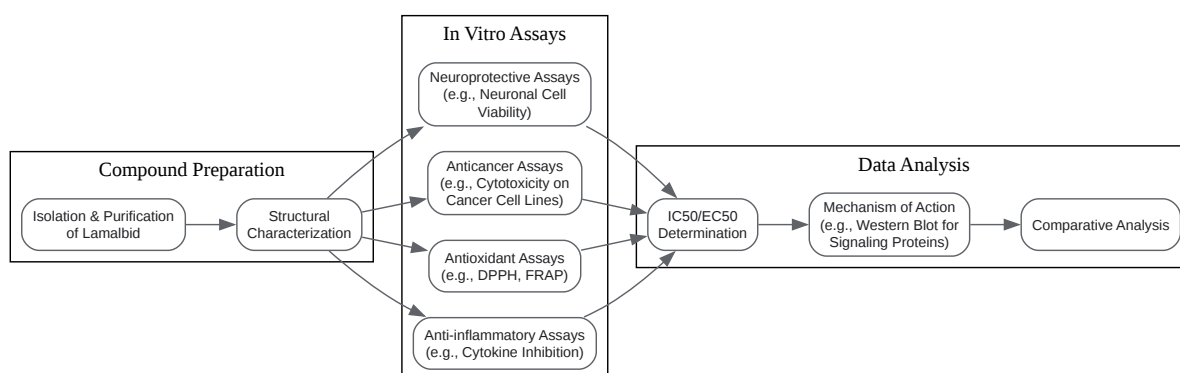 Compound Preparation
Isolation & Purification
of Lamalbid
Structural
Characterization
In Vitro Assays
Neuroprotective Assays
(e.g., Neuronal Cell
Viability)
Anticancer Assays
(e.g., Cytotoxicity on
Cancer Cell Lines)
Antioxidant Assays
(e.g., DPPH, FRAP)
Anti-inflammatory Assays
(e.g., Cytokine Inhibition)
Data Analysis
IC50/EC50
Determination
Mechanism of Action
(e.g., Western Blot for
Signaling Proteins)
Comparative Analysis